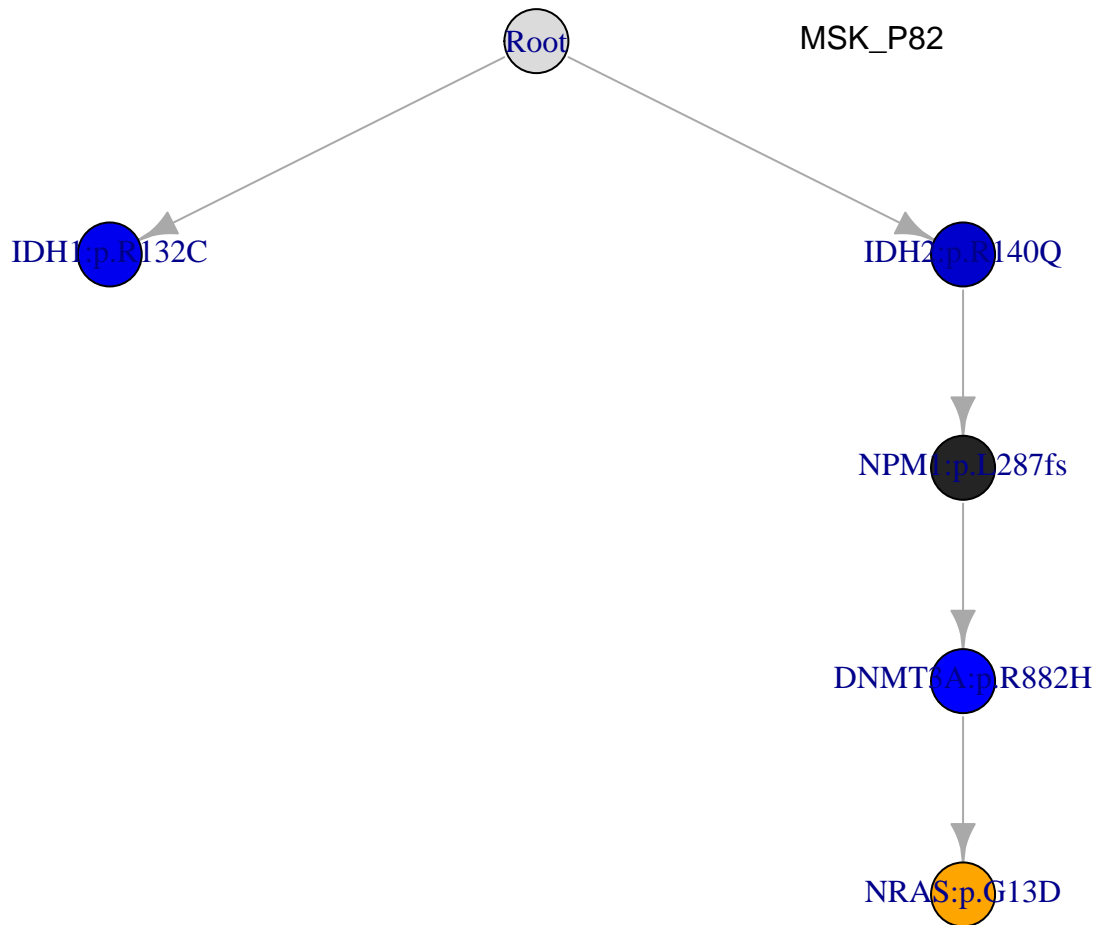 Root
MSK_P82
IDH1:p.R132C
IDH2:p.R140Q
NPM1:p.L287fs
DNMT3A:p.R882H
NRAS:p.G13D